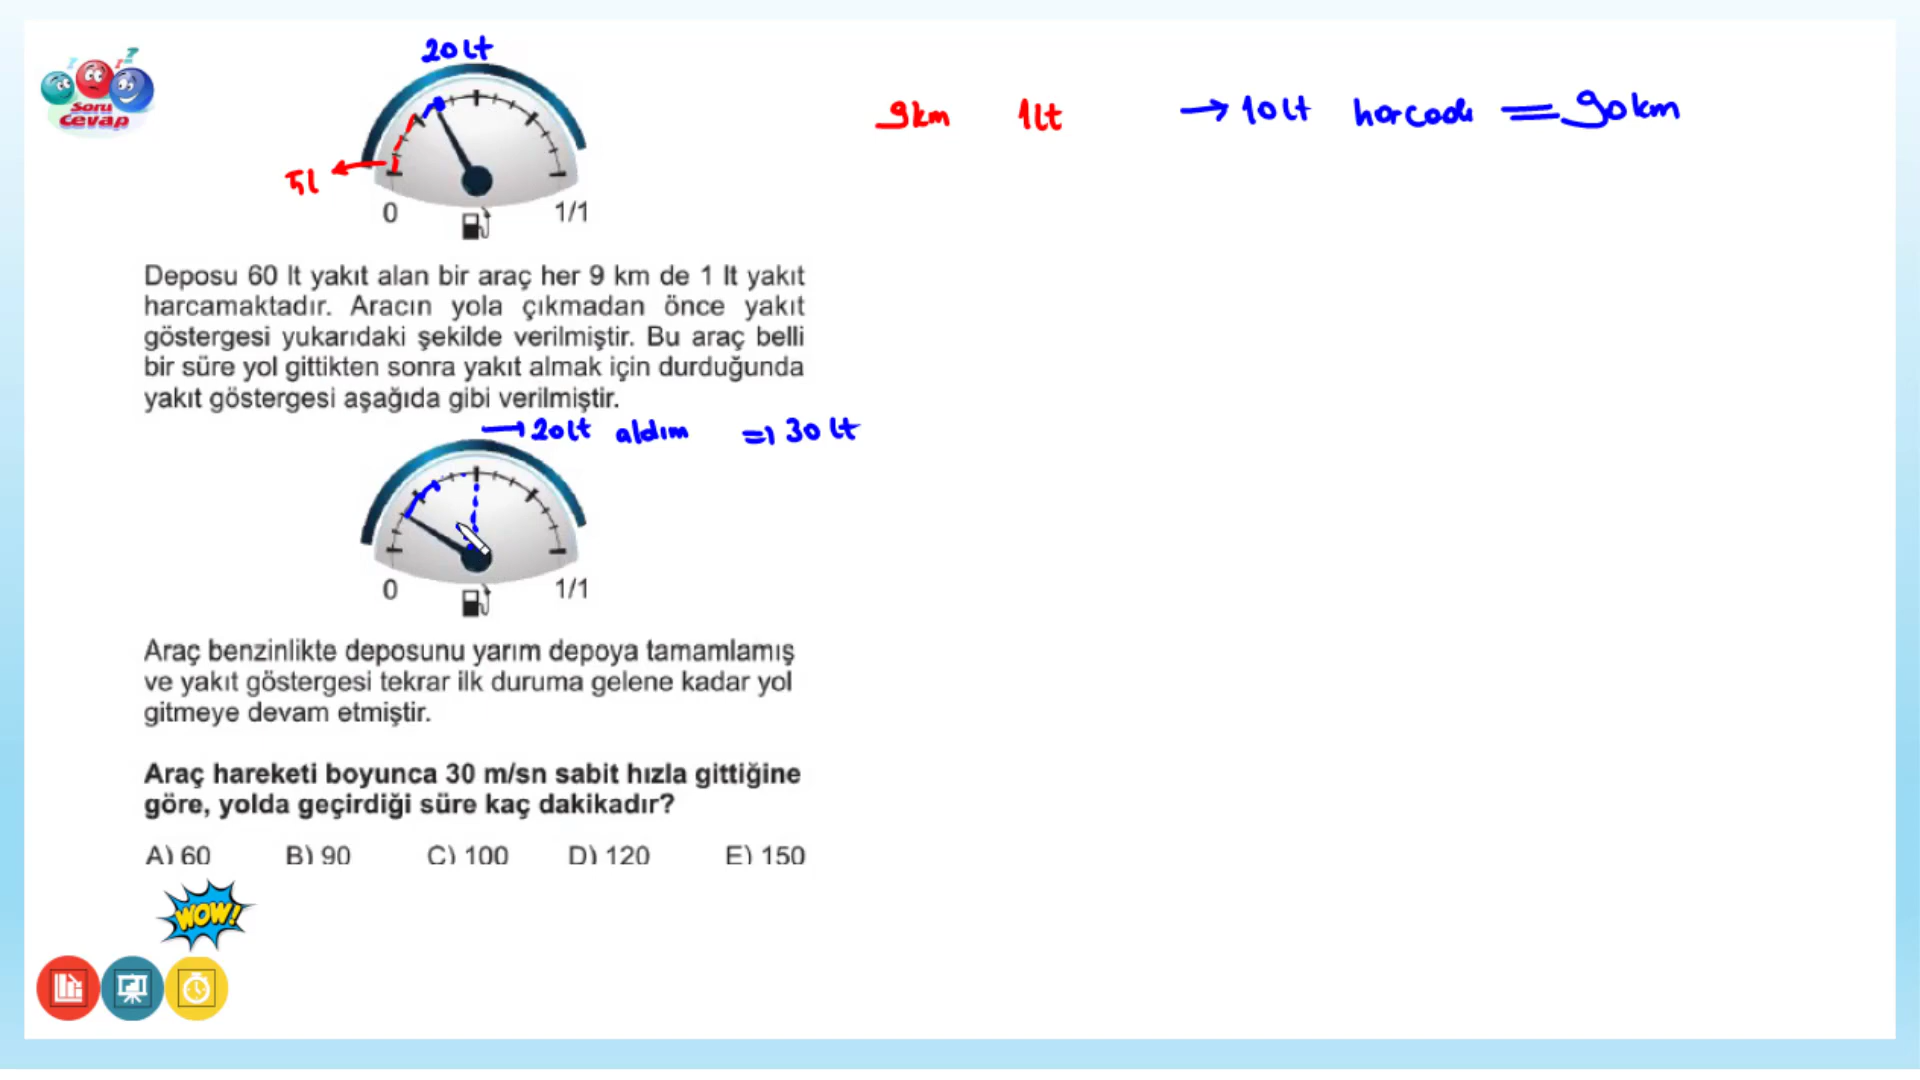 Soru
Cevap
20Lt
5l
0
1/1
9km 1lt → 10lt harcadı = 90km
Deposu 60 lt yakıt alan bir araç her 9 km de 1 lt yakıt
harcamaktadır. Aracın yola çıkmadan önce yakıt
göstergesi yukarıdaki şekilde verilmiştir. Bu araç belli
bir süre yol gittikten sonra yakıt almak için durduğunda
yakıt göstergesi aşağıda gibi verilmiştir.
→ 20lt aldım => 30 lt
0
1/1
Araç benzinlikte deposunu yarım depoya tamamlamış
ve yakıt göstergesi tekrar ilk duruma gelene kadar yol
gitmeye devam etmiştir.
Araç hareketi boyunca 30 m/sn sabit hızla gittiğine
göre, yolda geçirdiği süre kaç dakikadır?
A) 60 B) 90 C) 100 D) 120 E) 150
WOW!